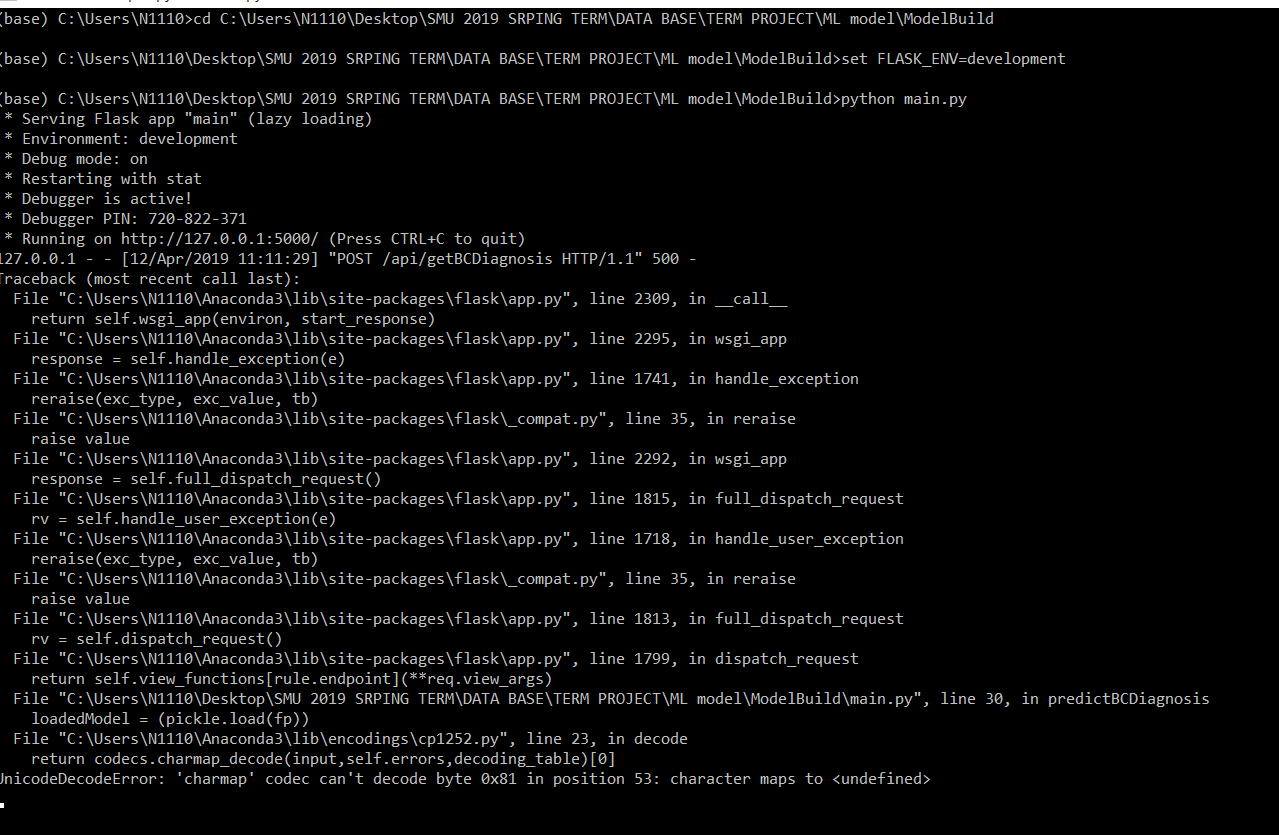 (base) C:\Users\N1110>cd C:\Users\N1110\Desktop\SMU 2019 SRPING TERM\DATA BASE\TERM PROJECT\ML model\ModelBuild
(base) C:\Users\N1110\Desktop\SMU 2019 SRPING TERM\DATA BASE\TERM PROJECT\ML model\ModelBuild>set FLASK_ENV=development
(base) C:\Users\N1110\Desktop\SMU 2019 SRPING TERM\DATA BASE\TERM PROJECT\ML model\ModelBuild>python main.py
* Serving Flask app "main" (lazy loading)
* Environment: development
* Debug mode: on
* Restarting with stat
* Debugger is active!
* Debugger PIN: 720-822-371
* Running on http://127.0.0.1:5000/ (Press CTRL+C to quit)
127.0.0.1 - - [12/Apr/2019 11:11:29] "POST /api/getBCDiagnosis HTTP/1.1" 500 -
Traceback (most recent call last):
File "C:\Users\N1110\Anaconda3\lib\site-packages\flask\app.py", line 2309, in __call__
return self.wsgi_app(environ, start_response)
File "C:\Users\N1110\Anaconda3\lib\site-packages\flask\app.py", line 2295, in wsgi_app
response = self.handle_exception(e)
File "C:\Users\N1110\Anaconda3\lib\site-packages\flask\app.py", line 1741, in handle_exception
reraise(exc_type, exc_value, tb)
File "C:\Users\N1110\Anaconda3\lib\site-packages\flask\_compat.py", line 35, in reraise
raise value
File "C:\Users\N1110\Anaconda3\lib\site-packages\flask\app.py", line 2292, in wsgi_app
response = self.full_dispatch_request()
File "C:\Users\N1110\Anaconda3\lib\site-packages\flask\app.py", line 1815, in full_dispatch_request
rv = self.handle_user_exception(e)
File "C:\Users\N1110\Anaconda3\lib\site-packages\flask\app.py", line 1718, in handle_user_exception
reraise(exc_type, exc_value, tb)
File "C:\Users\N1110\Anaconda3\lib\site-packages\flask\_compat.py", line 35, in reraise
raise value
File "C:\Users\N1110\Anaconda3\lib\site-packages\flask\app.py", line 1813, in full_dispatch_request
rv = self.dispatch_request()
File "C:\Users\N1110\Anaconda3\lib\site-packages\flask\app.py", line 1799, in dispatch_request
return self.view_functions[rule.endpoint](**req.view_args)
File "C:\Users\N1110\Desktop\SMU 2019 SRPING TERM\DATA BASE\TERM PROJECT\ML model\ModelBuild\main.py", line 30, in predictBCDiagnosis
loadedModel = (pickle.load(fp))
File "C:\Users\N1110\Anaconda3\lib\encodings\cp1252.py", line 23, in decode
return codecs.charmap_decode(input,self.errors,decoding_table)[0]
UnicodeDecodeError: 'charmap' codec can't decode byte 0x81 in position 53: character maps to <undefined>